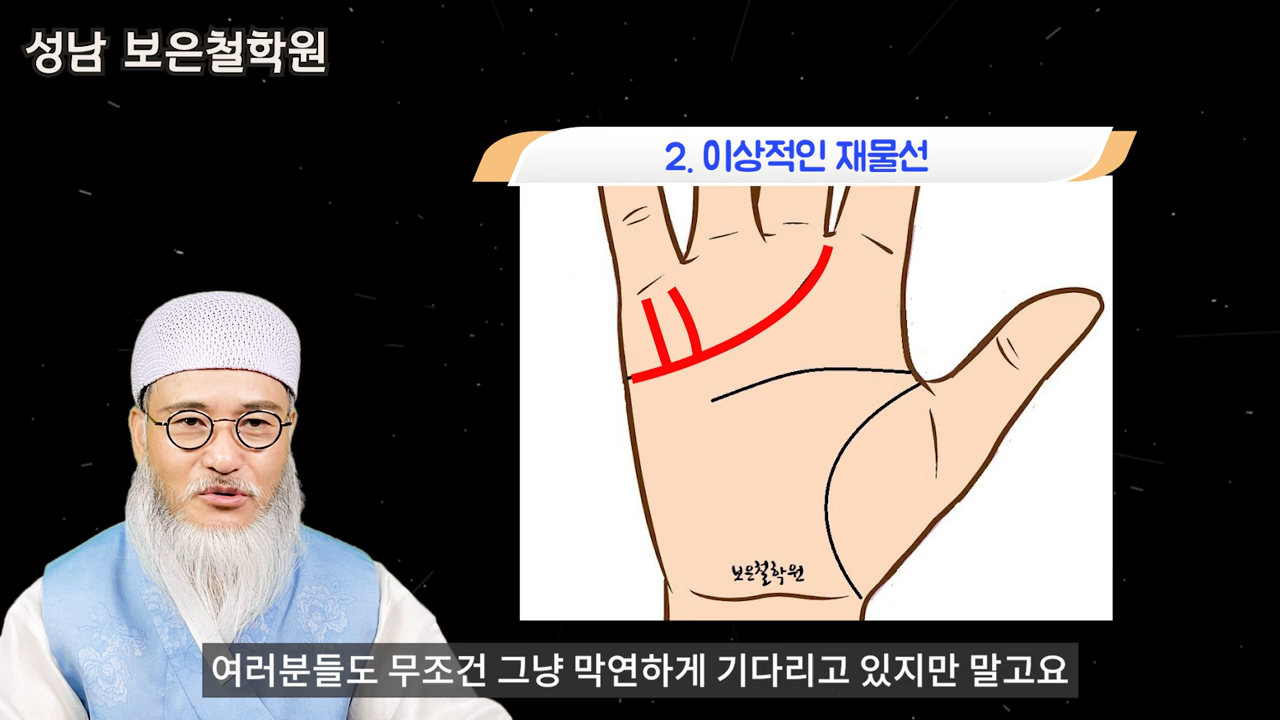 성남 보은철학원
2. 이상적인 재물선
보은철학원
여러분들도 무조건 그냥 막연하게 기다리고 있지만 말고요